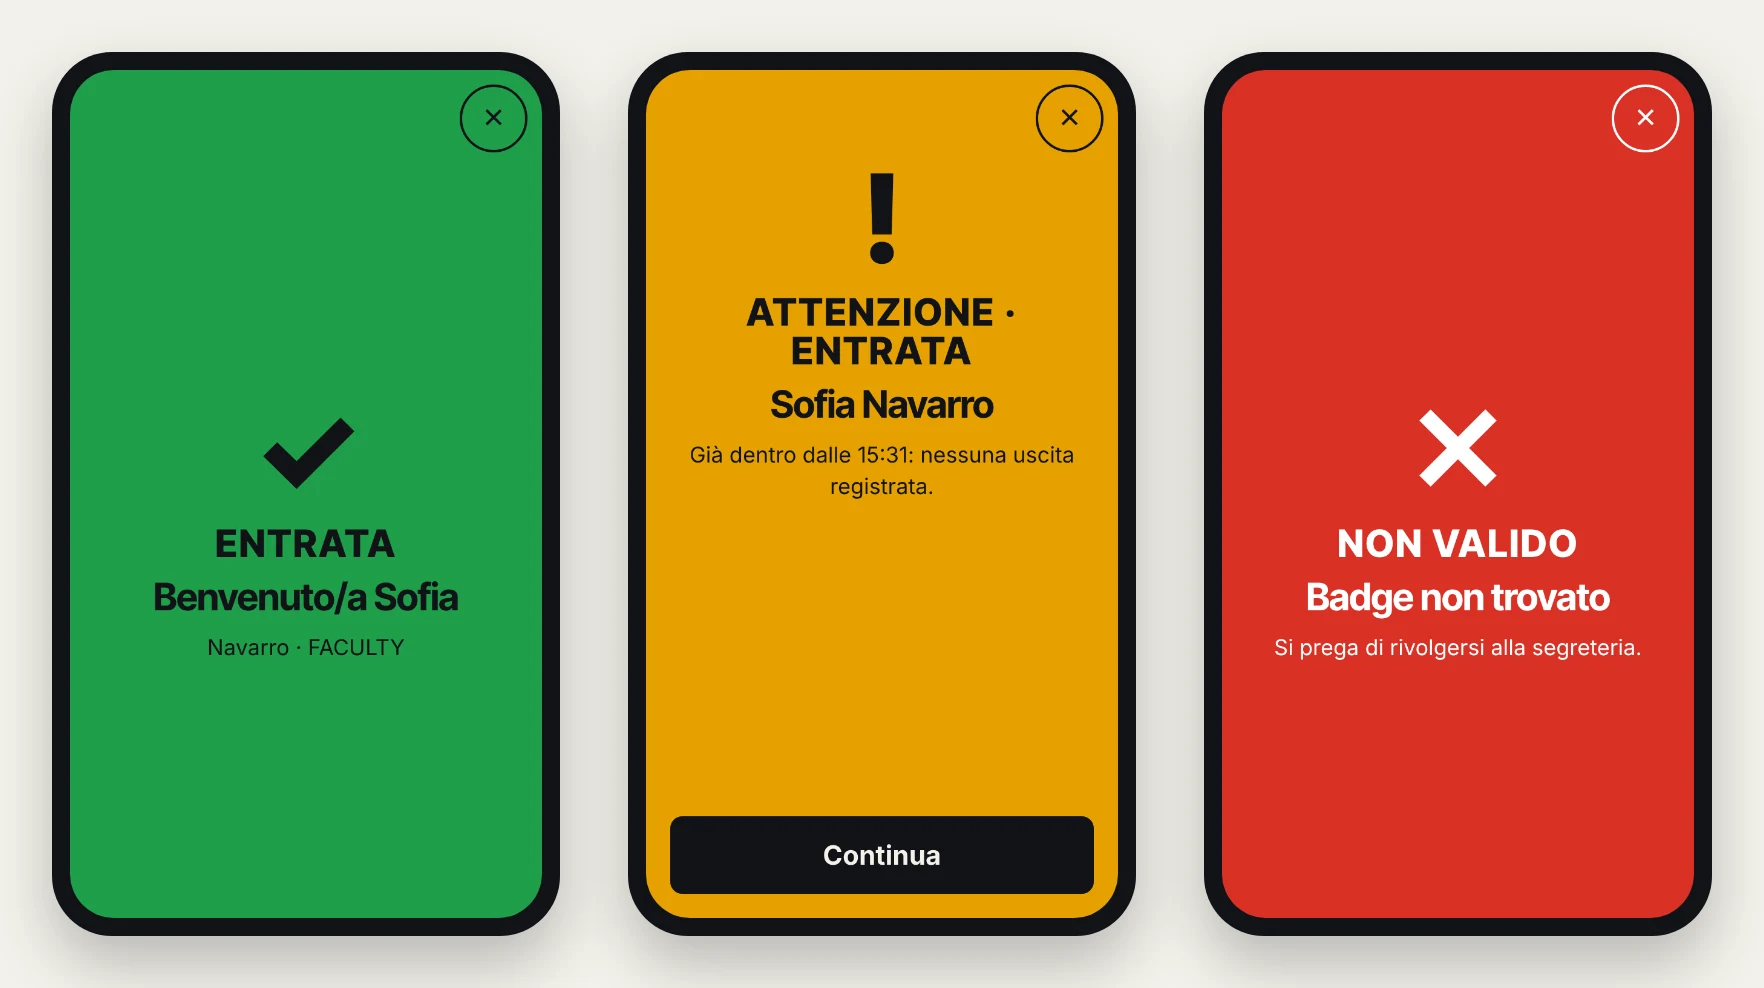 ENTRATA
Benvenuto/a Sofia
Navarro · FACULTY
ATTENZIONE ·
ENTRATA
Sofia Navarro
Già dentro dalle 15:31: nessuna uscita
registrata.
Continua
NON VALIDO
Badge non trovato
Si prega di rivolgersi alla segreteria.